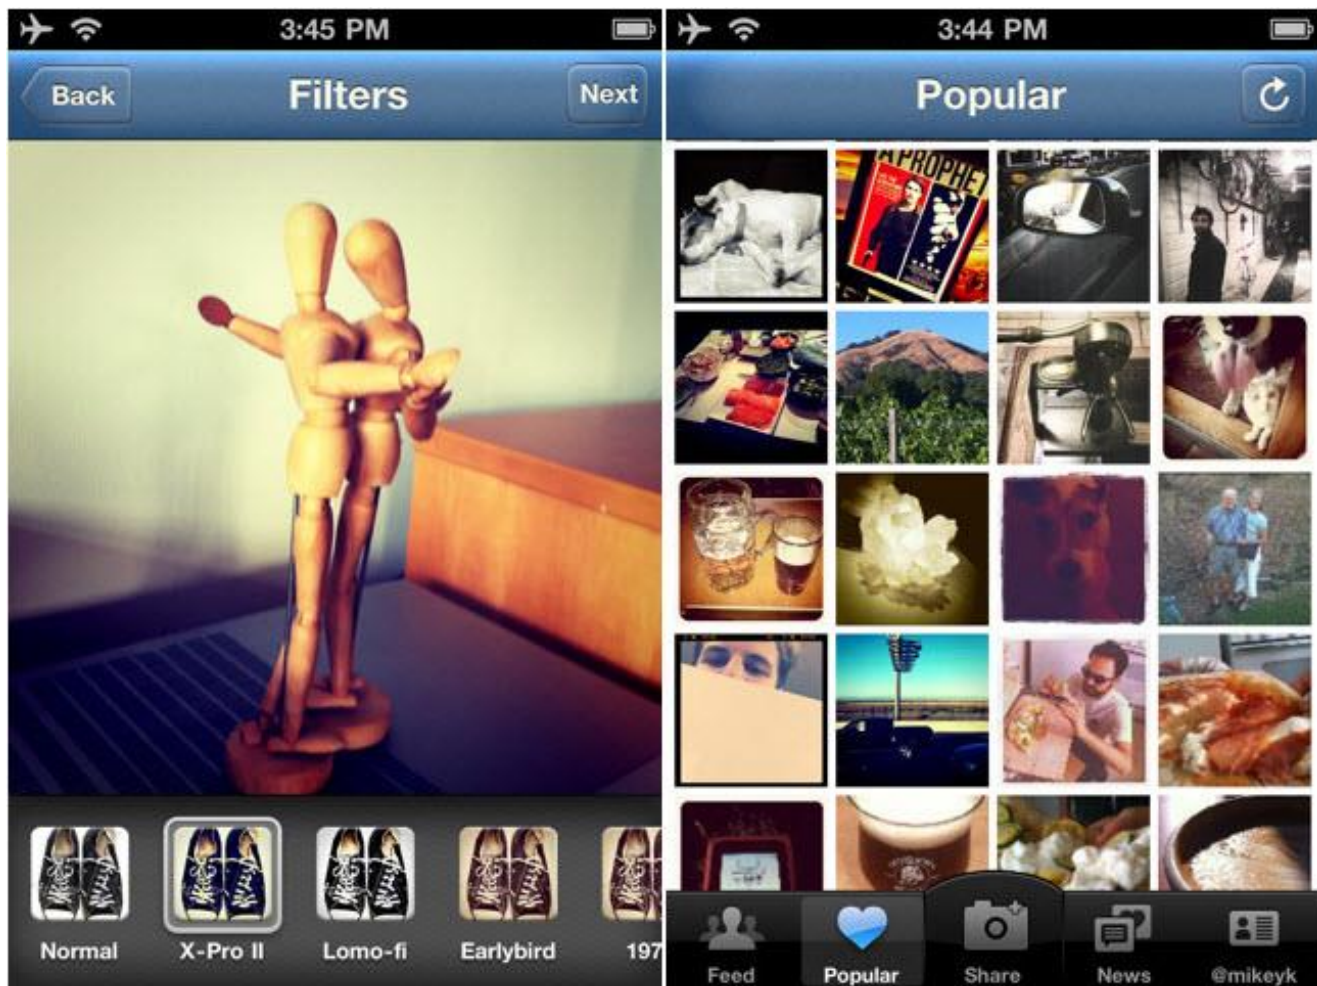 3:45 PM
Back
Filters
Next
Normal
X-Pro II
Lomo-fi
Earlybird
197
3:44 PM
Popular
A PROPHET
Feed
Popular
Share
News
@mikeyk